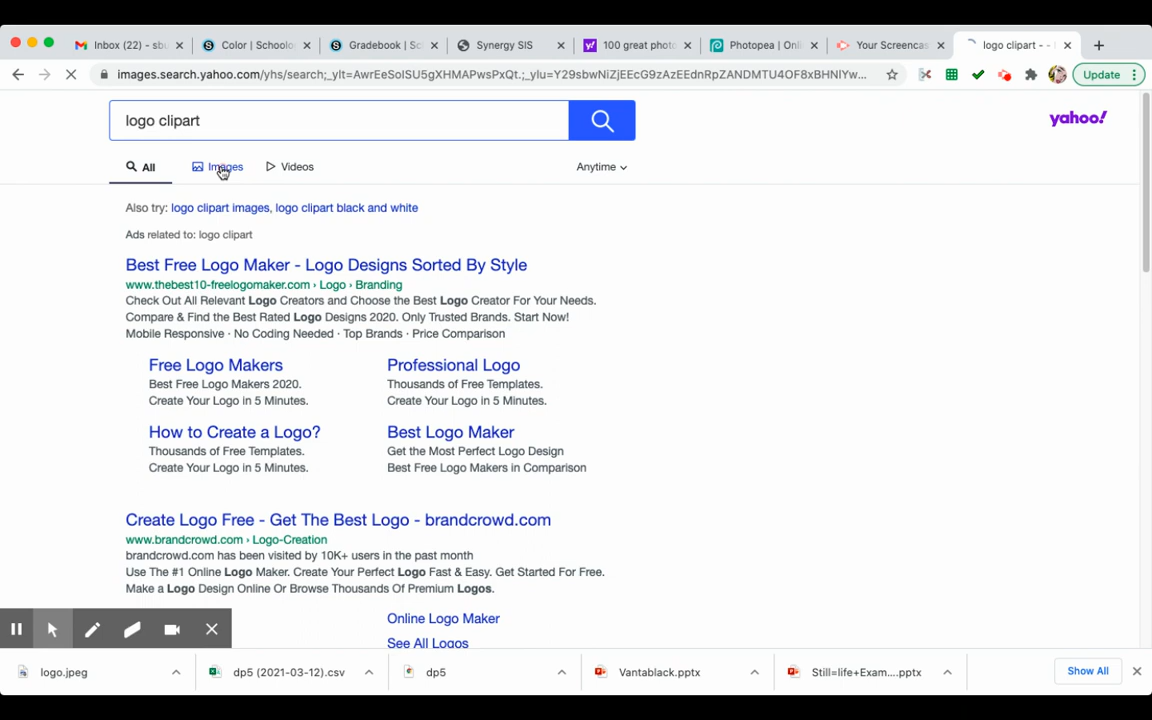 Inbox (22) - sbu
Color | Schoolo
Gradebook | Sc
Synergy SIS
100 great photo
Photopea | Onli
Your Screencas
logo clipart - -
images.search.yahoo.com/yhs/search;_ylt=AwrEeSolSU5gXHMAPwsPxQt.;_ylu=Y29sbwNiZjEEcG9zAzEEdnRpZANDMTU4OF8xBHNlYw...
Update
logo clipart
yahoo!
All
Images
Videos
Anytime
Also try: logo clipart images, logo clipart black and white
Ads related to: logo clipart
Best Free Logo Maker - Logo Designs Sorted By Style
www.thebest10-freelogomaker.com › Logo › Branding
Check Out All Relevant Logo Creators and Choose the Best Logo Creator For Your Needs.
Compare & Find the Best Rated Logo Designs 2020. Only Trusted Brands. Start Now!
Mobile Responsive · No Coding Needed · Top Brands · Price Comparison
Free Logo Makers
Best Free Logo Makers 2020.
Create Your Logo in 5 Minutes.
Professional Logo
Thousands of Free Templates.
Create Your Logo in 5 Minutes.
How to Create a Logo?
Thousands of Free Templates.
Create Your Logo in 5 Minutes.
Best Logo Maker
Get the Most Perfect Logo Design
Best Free Logo Makers in Comparison
Create Logo Free - Get The Best Logo - brandcrowd.com
www.brandcrowd.com › Logo-Creation
brandcrowd.com has been visited by 10K+ users in the past month
Use The #1 Online Logo Maker. Create Your Perfect Logo Fast & Easy. Get Started For Free.
Make a Logo Design Online Or Browse Thousands Of Premium Logos.
Online Logo Maker
See All Logos
logo.jpeg
dp5 (2021-03-12).csv
dp5
Vantablack.pptx
Still=life+Exam....pptx
Show All